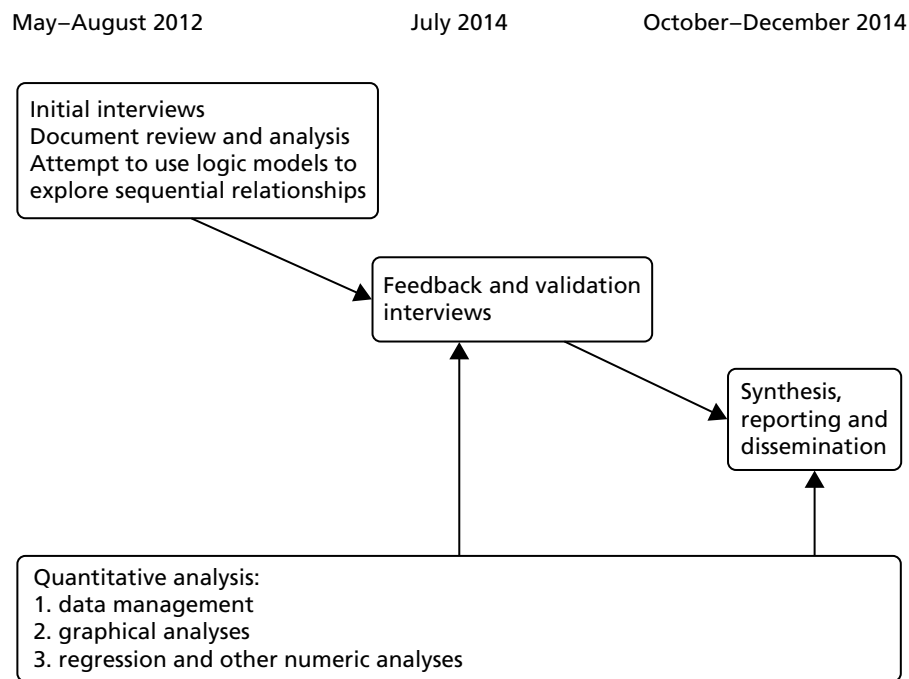 May–August 2012
July 2014
October–December 2014
Initial interviews
Document review and analysis
Attempt to use logic models to
explore sequential relationships
Feedback and validation
interviews
Synthesis,
reporting and
dissemination
Quantitative analysis:
1. data management
2. graphical analyses
3. regression and other numeric analyses